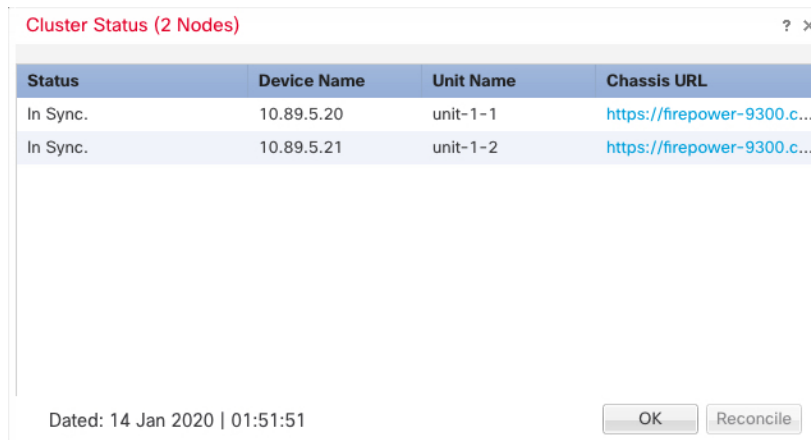 Cluster Status (2 Nodes) ? ×
Status Device Name Unit Name Chassis URL
In Sync. 10.89.5.20 unit-1-1 https://firepower-9300.c...
In Sync. 10.89.5.21 unit-1-2 https://firepower-9300.c...
Dated: 14 Jan 2020 | 01:51:51 OK Reconcile